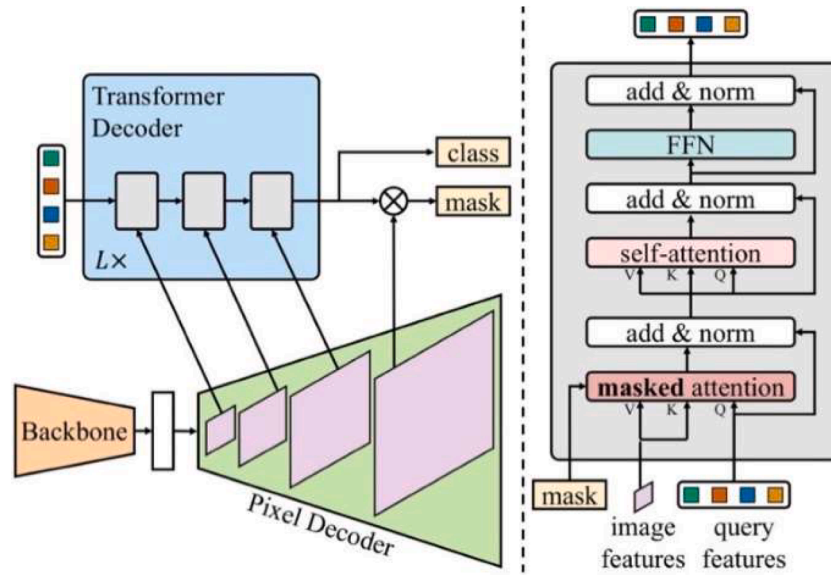 Transformer
Decoder
L×
class
mask
Backbone
Pixel Decoder
add & norm
FFN
add & norm
self-attention
V K Q
add & norm
masked attention
V K Q
mask
image
features
query
features